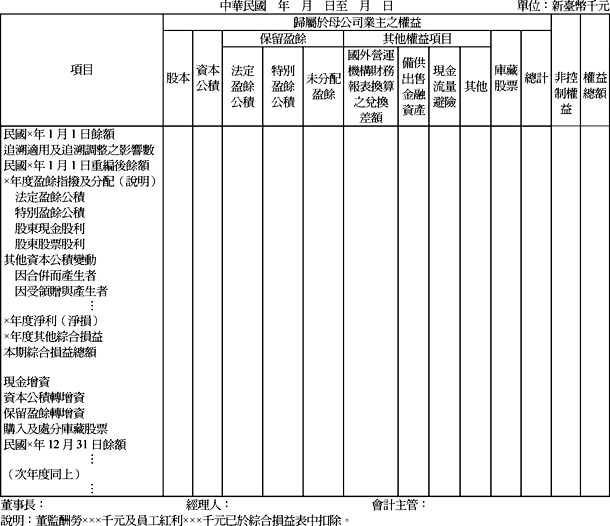 中華民國　年　月　日至　月　日　單位：新臺幣千元
項目
歸屬於母公司業主之權益
保留盈餘
其他權益項目
股本
資本公積
法定盈餘公積
特別盈餘公積
未分配盈餘
國外營運機構財務報表換算之兌換差額
備供出售金融資產
現金流量避險
其他
庫藏股票
總計
非控制權益
權益總額
民國×年1月1日餘額
追溯適用及追溯調整之影響數
民國×年1月1日重編後餘額
×年度盈餘指撥及分配（說明）
法定盈餘公積
特別盈餘公積
股東現金股利
股東股票股利
其他資本公積變動
因合併而產生者
因受領贈與產生者
⋮
×年度淨利（淨損）
×年度其他綜合損益
本期綜合損益總額
現金增資
資本公積轉增資
保留盈餘轉增資
購入及處分庫藏股票
民國×年12月31日餘額
⋮
（次年度同上）
⋮
董事長：　經理人：　會計主管：
說明：董監酬勞×××千元及員工紅利×××千元已於綜合損益表中扣除。